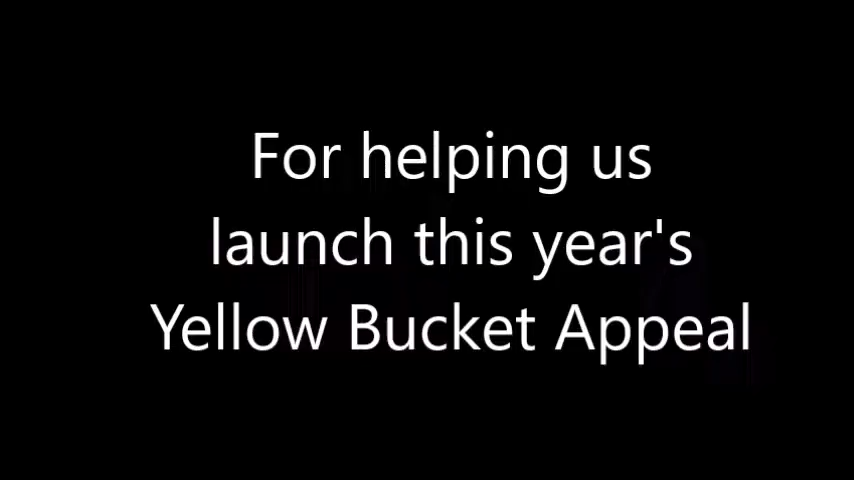 For helping us
launch this year's
Yellow Bucket Appeal